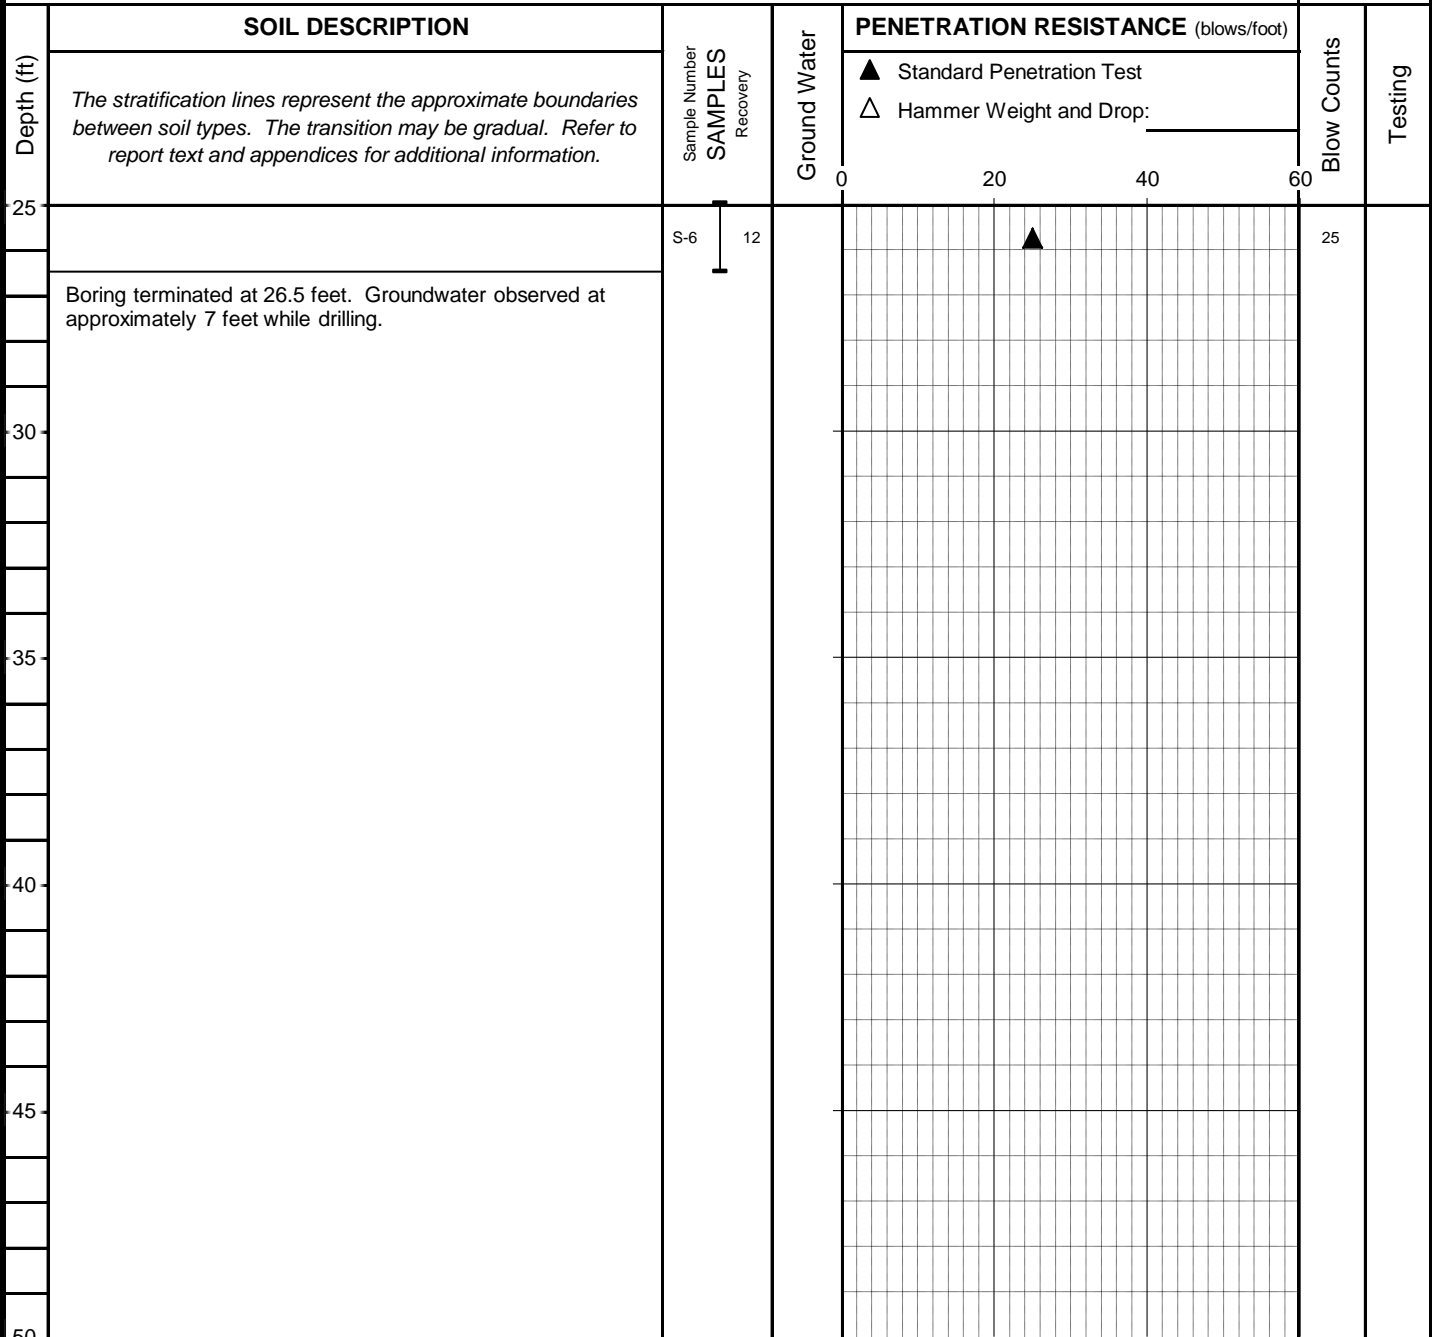 SOIL DESCRIPTION
PENETRATION RESISTANCE (blows/foot)
Depth (ft)
The stratification lines represent the approximate boundaries
between soil types. The transition may be gradual. Refer to
report text and appendices for additional information.
Sample Number
SAMPLES
Recovery
Ground Water
▲ Standard Penetration Test
△ Hammer Weight and Drop:
0 20 40 60
Blow Counts
Testing
25
S-6 12 25
Boring terminated at 26.5 feet. Groundwater observed at
approximately 7 feet while drilling.
30
35
40
45
50